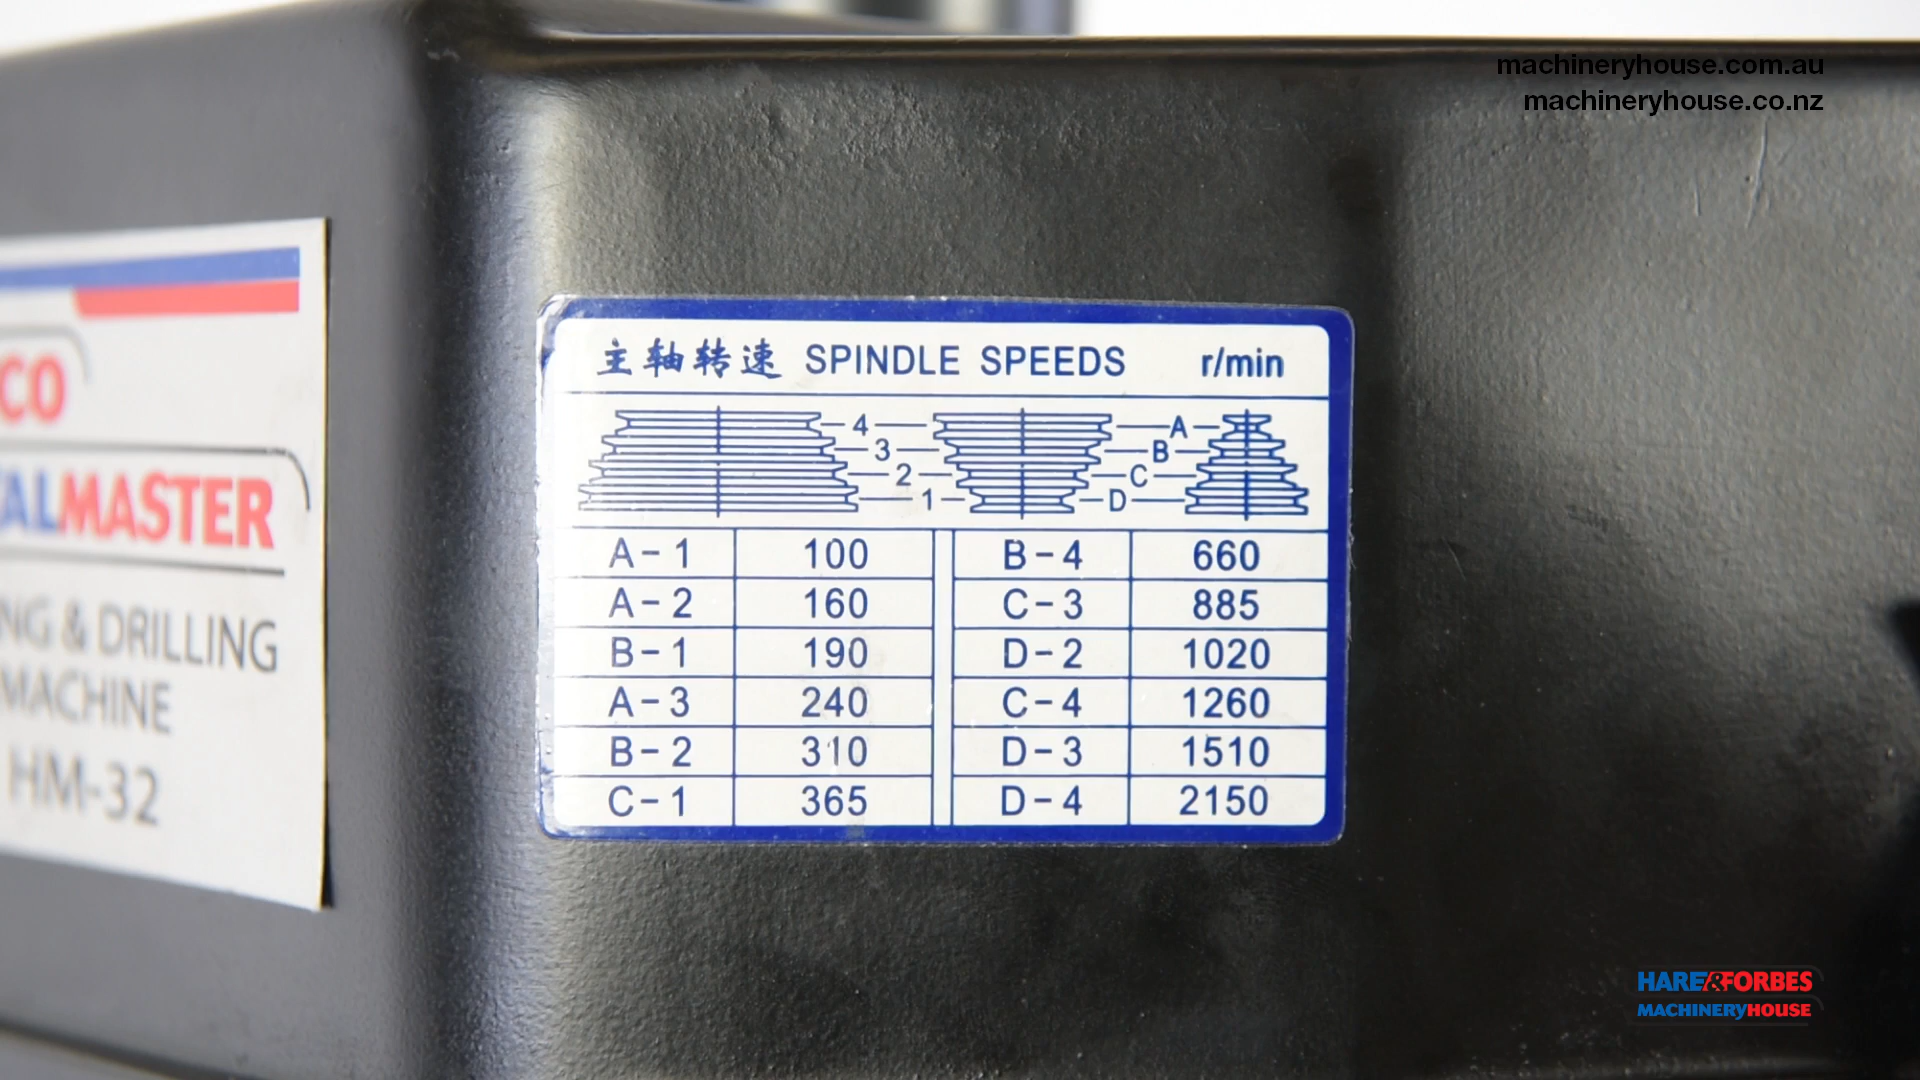 machineryhouse.com.au
machineryhouse.co.nz
CO
ALMASTER
NG & DRILLING
MACHINE
HM-32
主轴转速 SPINDLE SPEEDS r/min
4 A
3 B
2 C
1 D
A-1 100 B-4 660
A-2 160 C-3 885
B-1 190 D-2 1020
A-3 240 C-4 1260
B-2 310 D-3 1510
C-1 365 D-4 2150
HARE&FORBES
MACHINERYHOUSE